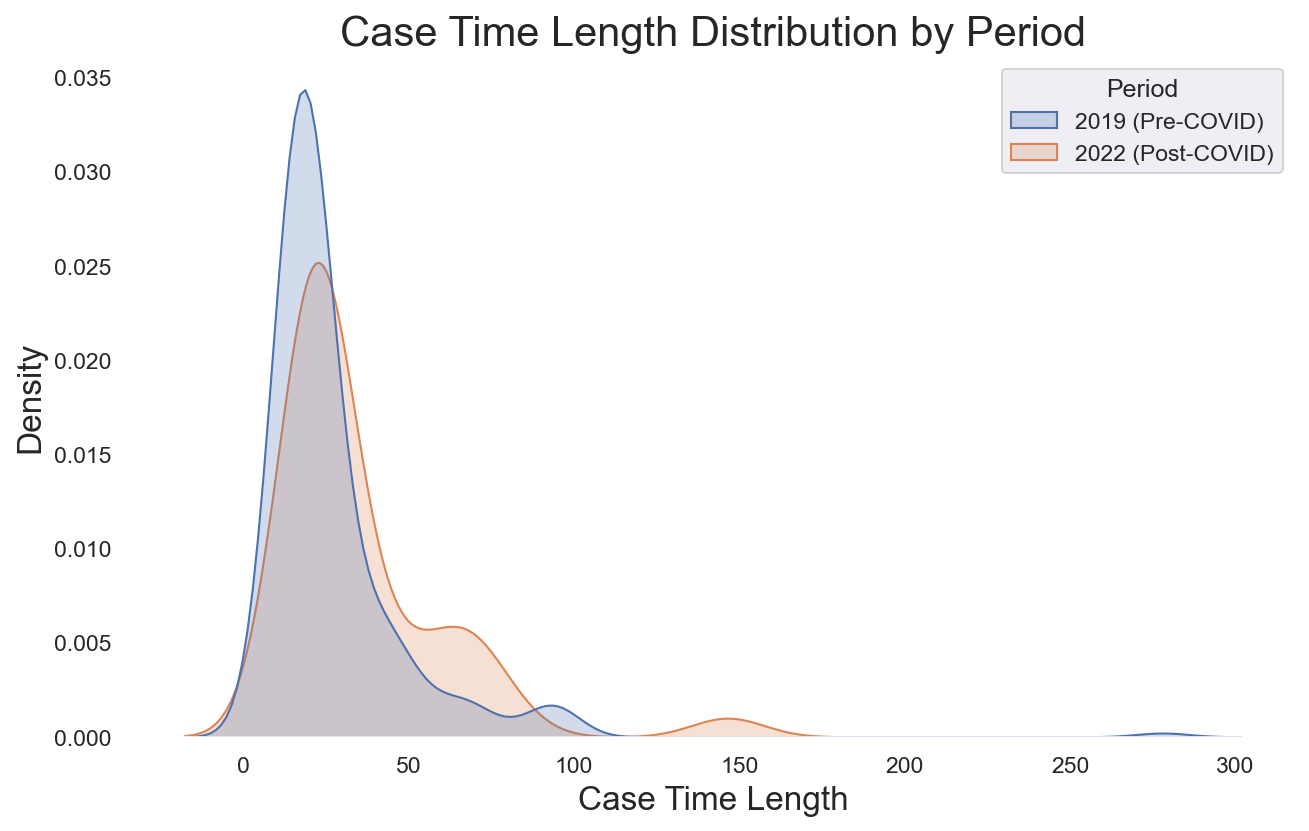 Case Time Length Distribution by Period
Period
2019 (Pre-COVID)
2022 (Post-COVID)
Density
0.035
0.030
0.025
0.020
0.015
0.010
0.005
0.000
0 50 100 150 200 250 300
Case Time Length